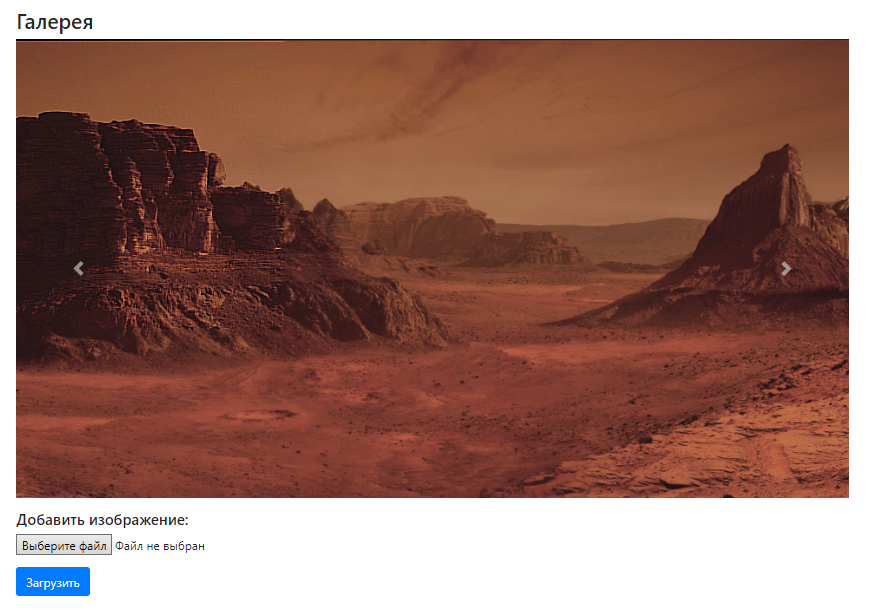 Галерея
Добавить изображение:
Выберите файл Файл не выбран
Загрузить